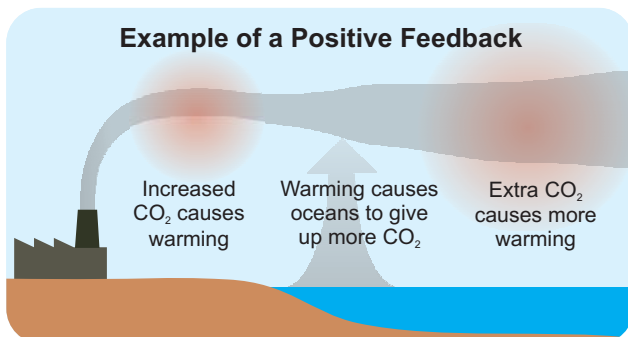 Example of a Positive Feedback
Increased
CO₂ causes
warming
Warming causes
oceans to give
up more CO₂
Extra CO₂
causes more
warming